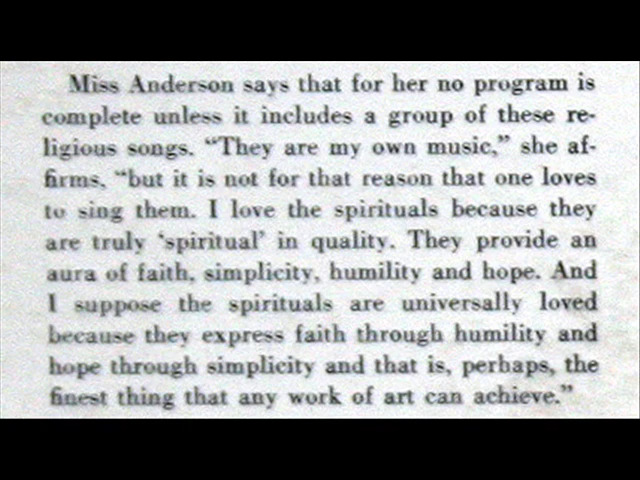 Miss Anderson says that for her no program is
complete unless it includes a group of these re-
ligious songs. “They are my own music,” she af-
firms, “but it is not for that reason that one loves
to sing them. I love the spirituals because they
are truly ‘spiritual’ in quality. They provide an
aura of faith, simplicity, humility and hope. And
I suppose the spirituals are universally loved
because they express faith through humility and
hope through simplicity and that is, perhaps, the
finest thing that any work of art can achieve.”